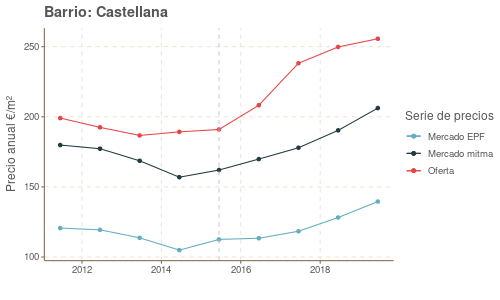 Barrio: Castellana
Precio anual €/m²
250
200
150
100
2012
2014
2016
2018
Serie de precios
Mercado EPF
Mercado mitma
Oferta